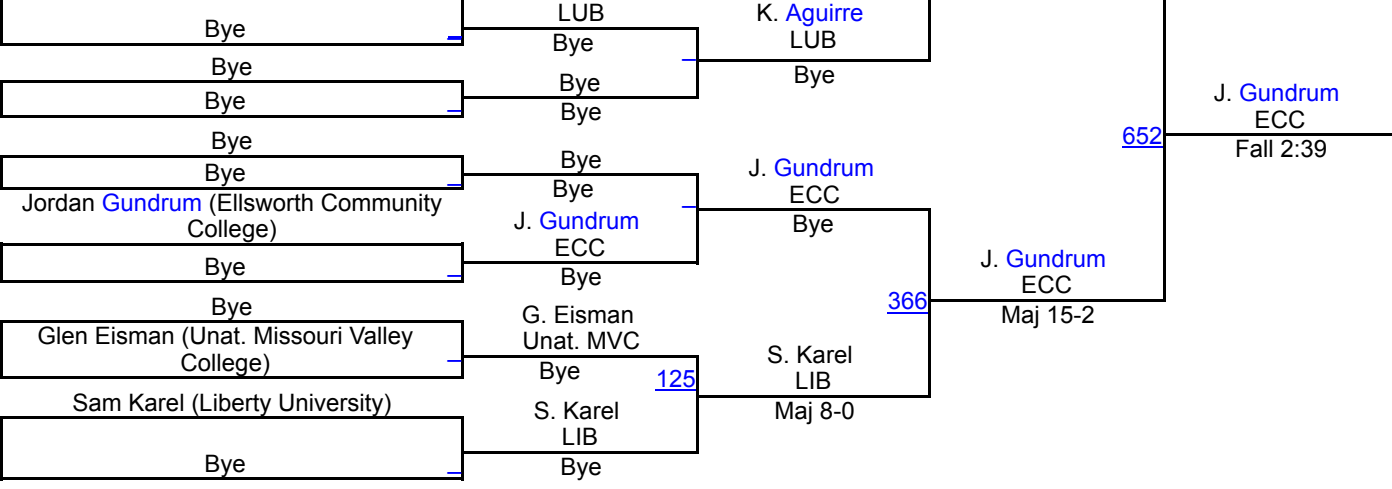 Bye
Bye
Bye
Bye
Bye
Jordan Gundrum (Ellsworth Community
College)
Bye
Bye
Glen Eisman (Unat. Missouri Valley
College)
Sam Karel (Liberty University)
Bye
LUB
Bye
Bye
Bye
Bye
Bye
J. Gundrum
ECC
Bye
G. Eisman
Unat. MVC
Bye
125
S. Karel
LIB
Bye
K. Aguirre
LUB
Bye
J. Gundrum
ECC
Bye
366
S. Karel
LIB
Maj 8-0
J. Gundrum
ECC
Maj 15-2
652
J. Gundrum
ECC
Fall 2:39